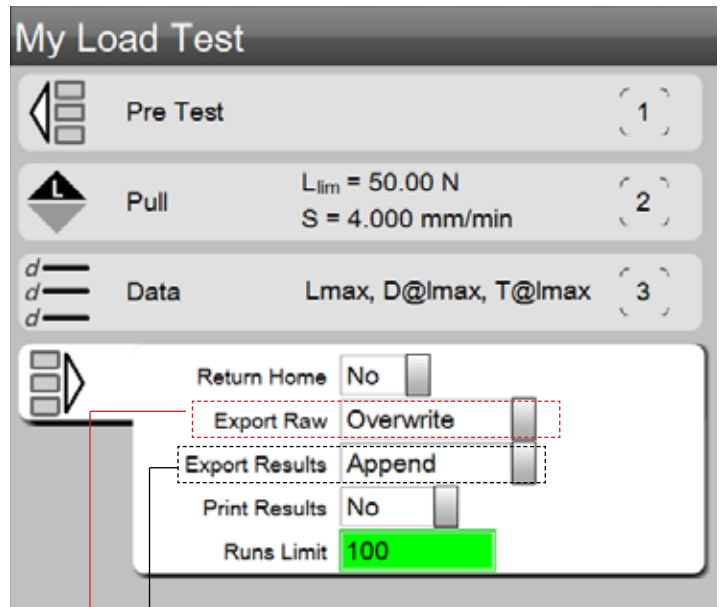 My Load Test
Pre Test 1
L
Pull Llim = 50.00 N 2
S = 4.000 mm/min
d
d Data Lmax, D@lmax, T@lmax 3
d
Return Home No
Export Raw Overwrite
Export Results Append
Print Results No
Runs Limit 100